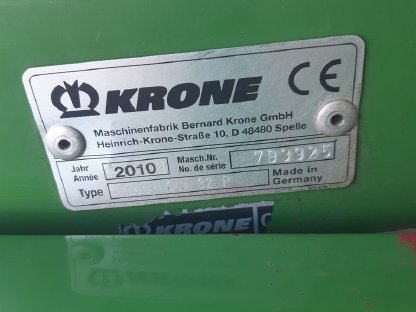 KRONE CE
Maschinenfabrik Bernard Krone GmbH
Heinrich-Krone-Straße 10, D 48480 Spelle
Jahr 2010 Masch.Nr. 793925
Année No. de série
Type Made in
Germany
KRONE